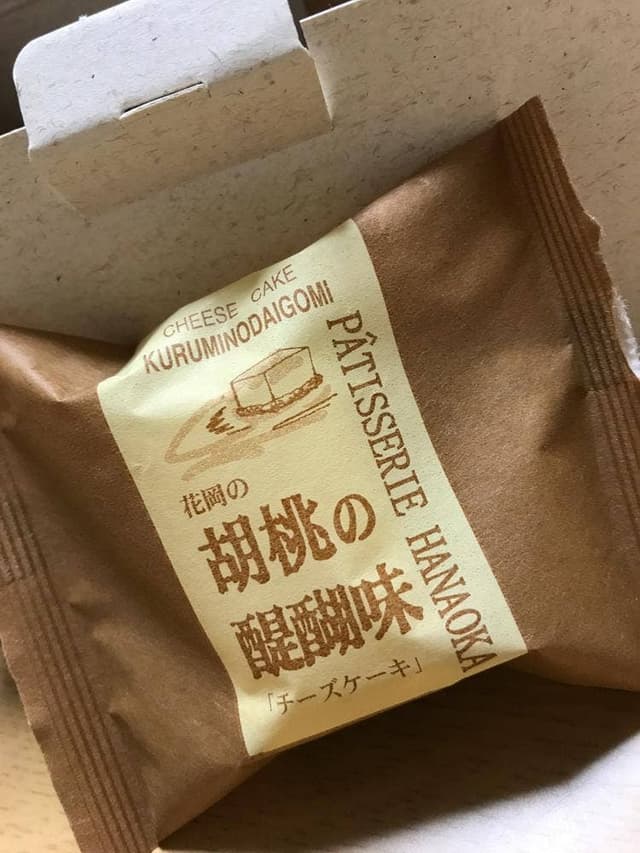 CHEESE CAKE
KURUMINODAIGOMI
PÂTISSERIE HANAOKA
花岡の
胡桃の
醍醐味
「チーズケーキ」